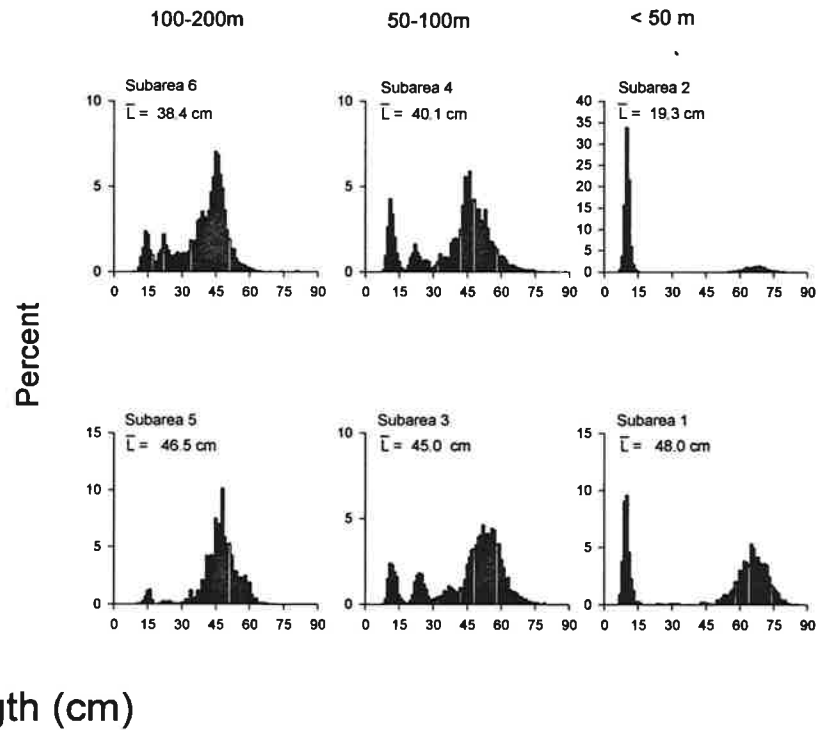 100-200m 50-100m < 50 m
Subarea 6 Subarea 4 Subarea 2
L̅ = 38.4 cm L̅ = 40.1 cm L̅ = 19.3 cm
10 10 40
35
30
5 5 25
20
15
10
5
0 0 0
0 15 30 45 60 75 90 0 15 30 45 60 75 90 0 15 30 45 60 75 90
Percent
Subarea 5 Subarea 3 Subarea 1
L̅ = 46.5 cm L̅ = 45.0 cm L̅ = 48.0 cm
15 10 15
10 5 10
5 0 5
0 0
0 15 30 45 60 75 90 0 15 30 45 60 75 90 0 15 30 45 60 75 90
(cm)